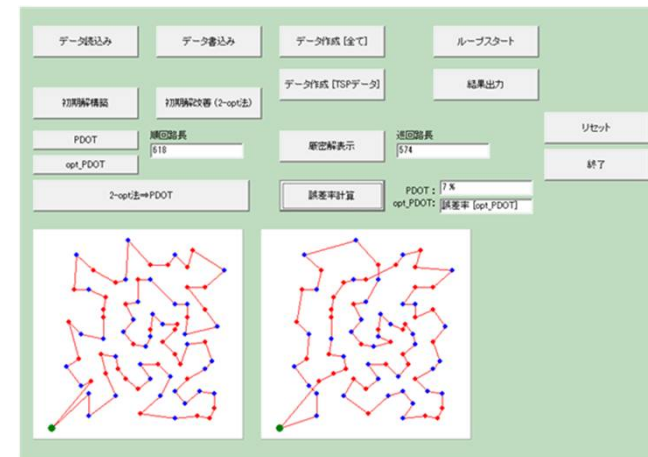 データ読込み
データ書込み
データ作成 [全て]
ループスタート
データ作成 [TSPデータ]
結果出力
初期解構築
初期解改善 (2-opt法)
リセット
PDOT
順回路長
618
厳密解表示
巡回路長
574
opt_PDOT
終了
2-opt法⇒PDOT
誤差率計算
PDOT : 7 %
opt_PDOT: 誤差率 [opt_PDOT]